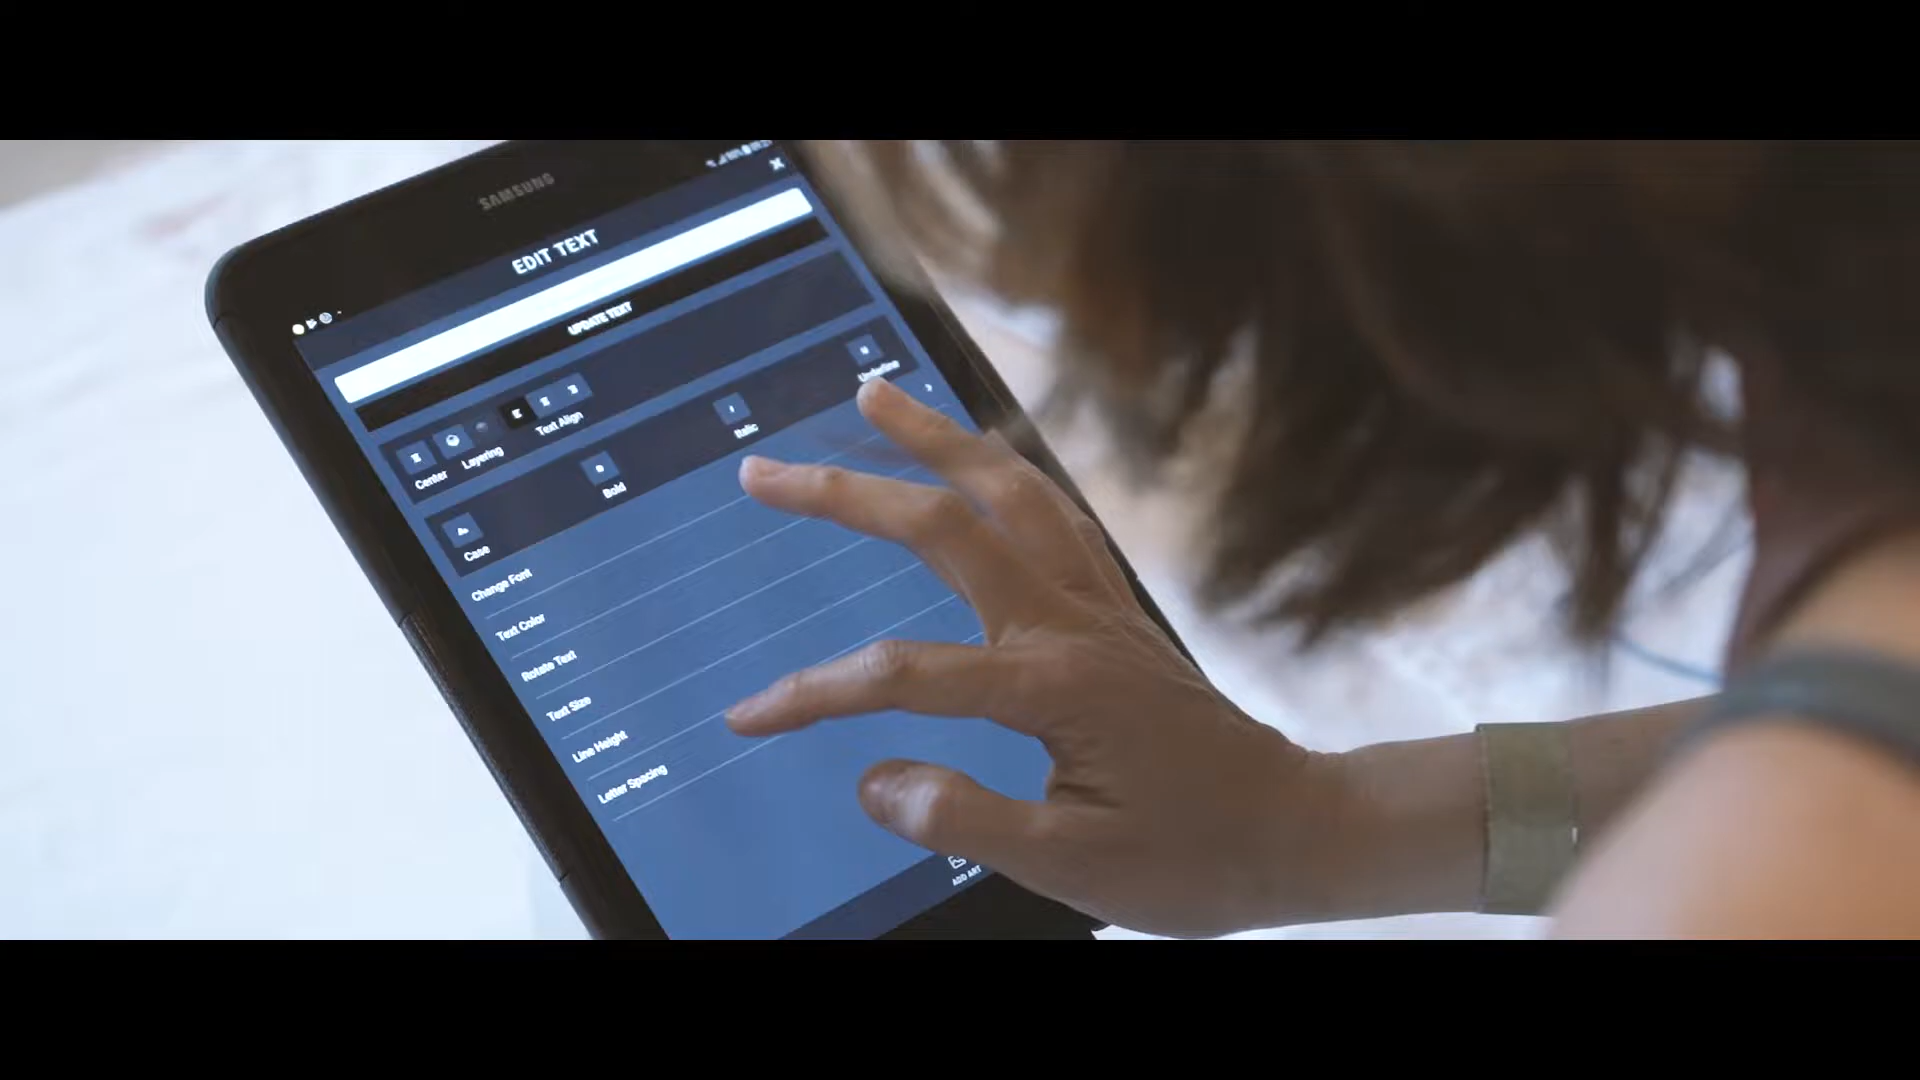 SAMSUNG
EDIT TEXT
UPDATE TEXT
Center
Layering
Text Align
Case
Bold
Italic
Underline
Change Font
Text Color
Rotate Text
Text Size
Line Height
Letter Spacing
ADD ART